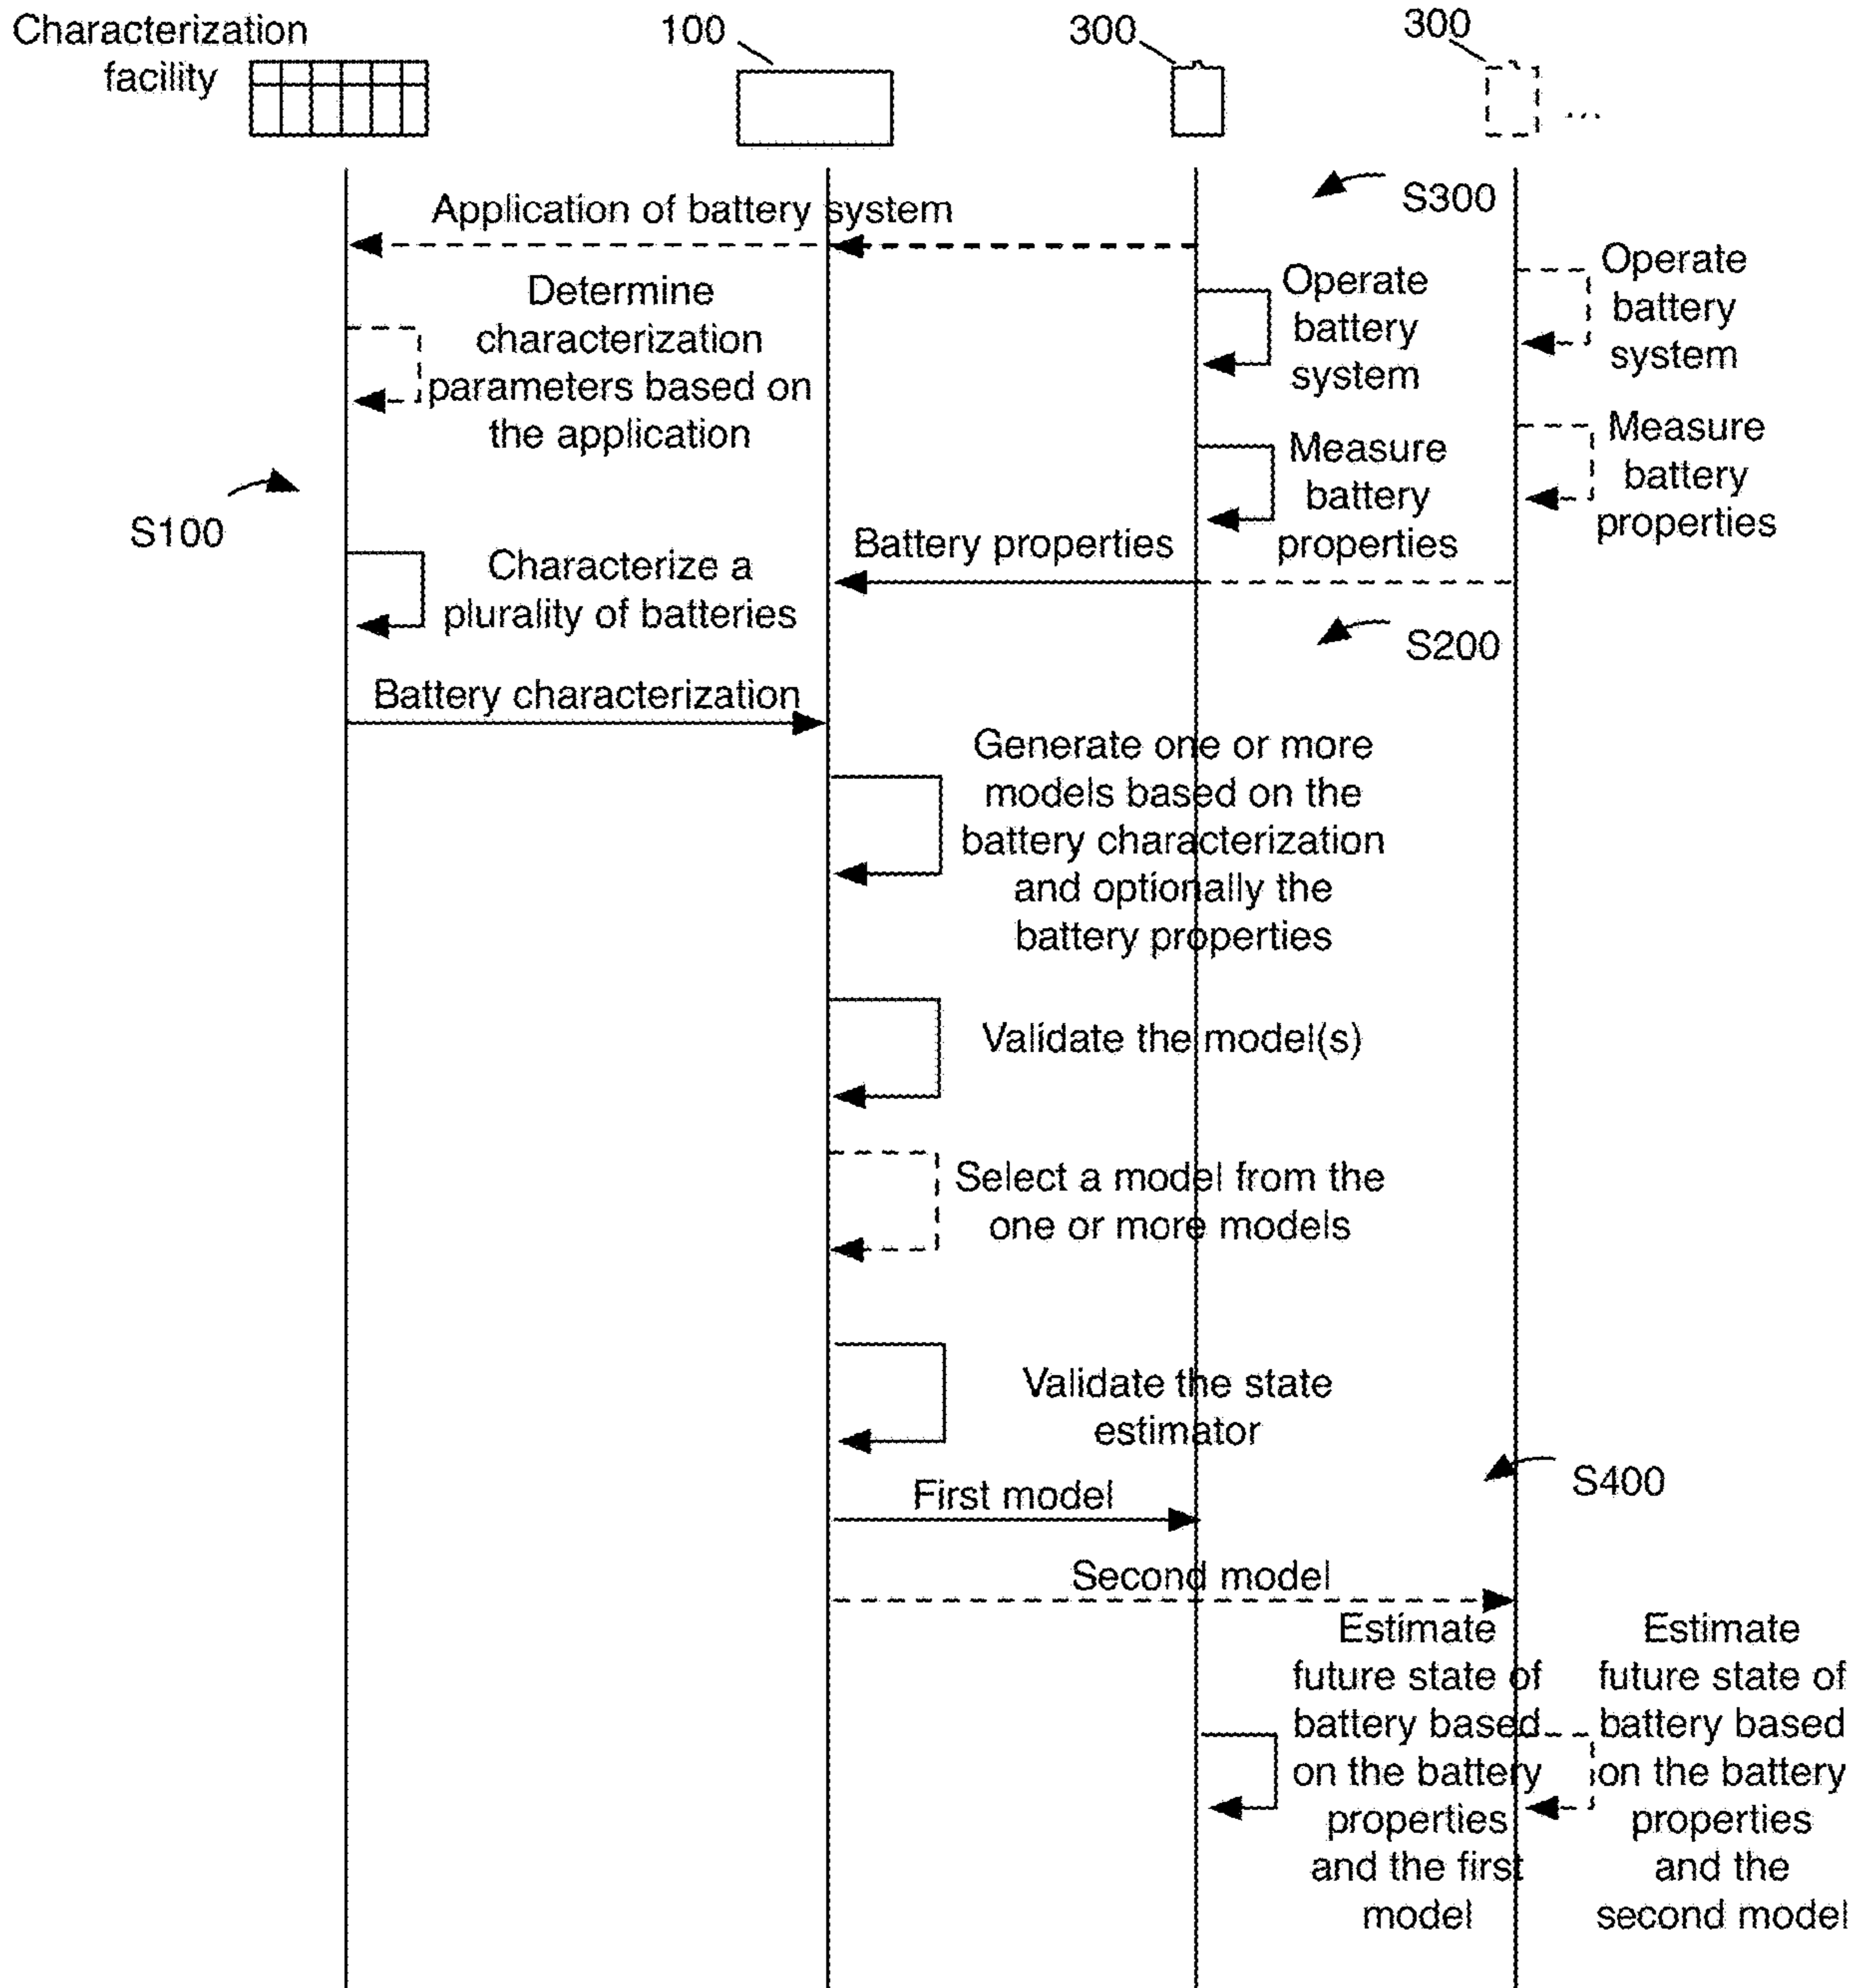 Characterization
facility
100
300
300
...
S300
Application of battery system
Determine
characterization
parameters based on
the application
Operate
battery
system
Operate
battery
system
Measure
battery
properties
Measure
battery
properties
S100
Battery properties
Characterize a
plurality of batteries
S200
Battery characterization
Generate one or more
models based on the
battery characterization
and optionally the
battery properties
Validate the model(s)
Select a model from the
one or more models
Validate the state
estimator
S400
First model
Second model
Estimate
future state of
battery based
on the battery
properties
and the first
model
Estimate
future state of
battery based
on the battery
properties
and the
second model